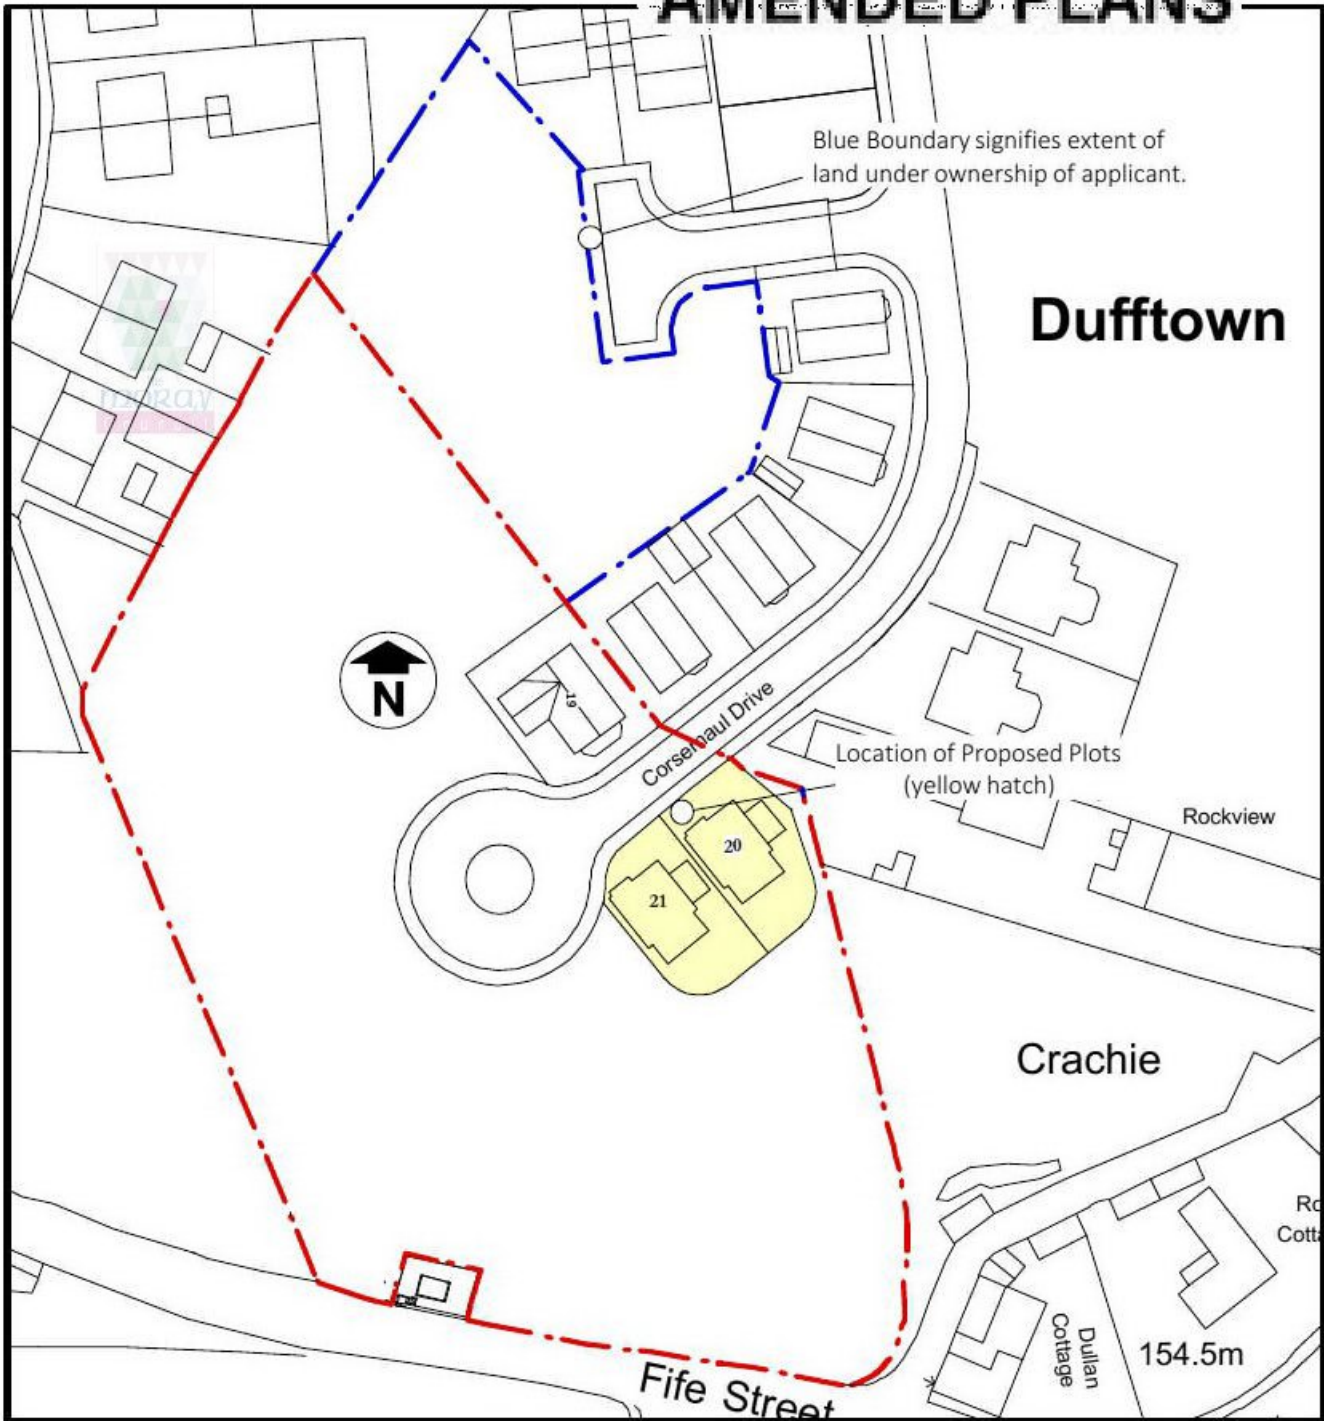 AMENDED PLANS
Blue Boundary signifies extent of
land under ownership of applicant.
Dufftown
moray
N
19
Corsemaul Drive
Location of Proposed Plots
(yellow hatch)
Rockview
20
21
Crachie
Dullan
Cottage
154.5m
Fife Street